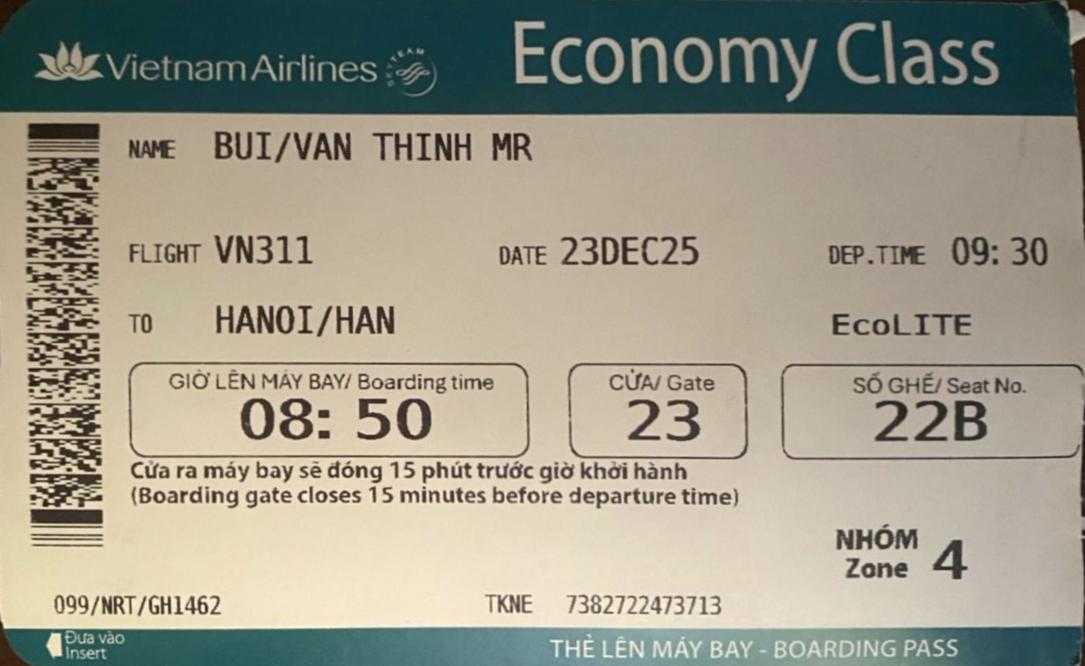 VietnamAirlines SKYTEAM Economy Class
NAME BUI/VAN THINH MR
FLIGHT VN311 DATE 23DEC25 DEP.TIME 09:30
TO HANOI/HAN EcoLITE
GIỜ LÊN MÁY BAY/ Boarding time CỬA/ Gate SỐ GHẾ/ Seat No.
08:50 23 22B
Cửa ra máy bay sẽ đóng 15 phút trước giờ khởi hành
(Boarding gate closes 15 minutes before departure time)
NHÓM
Zone 4
099/NRT/GH1462 TKNE 7382722473713
Đưa vào
Insert
THẺ LÊN MÁY BAY - BOARDING PASS